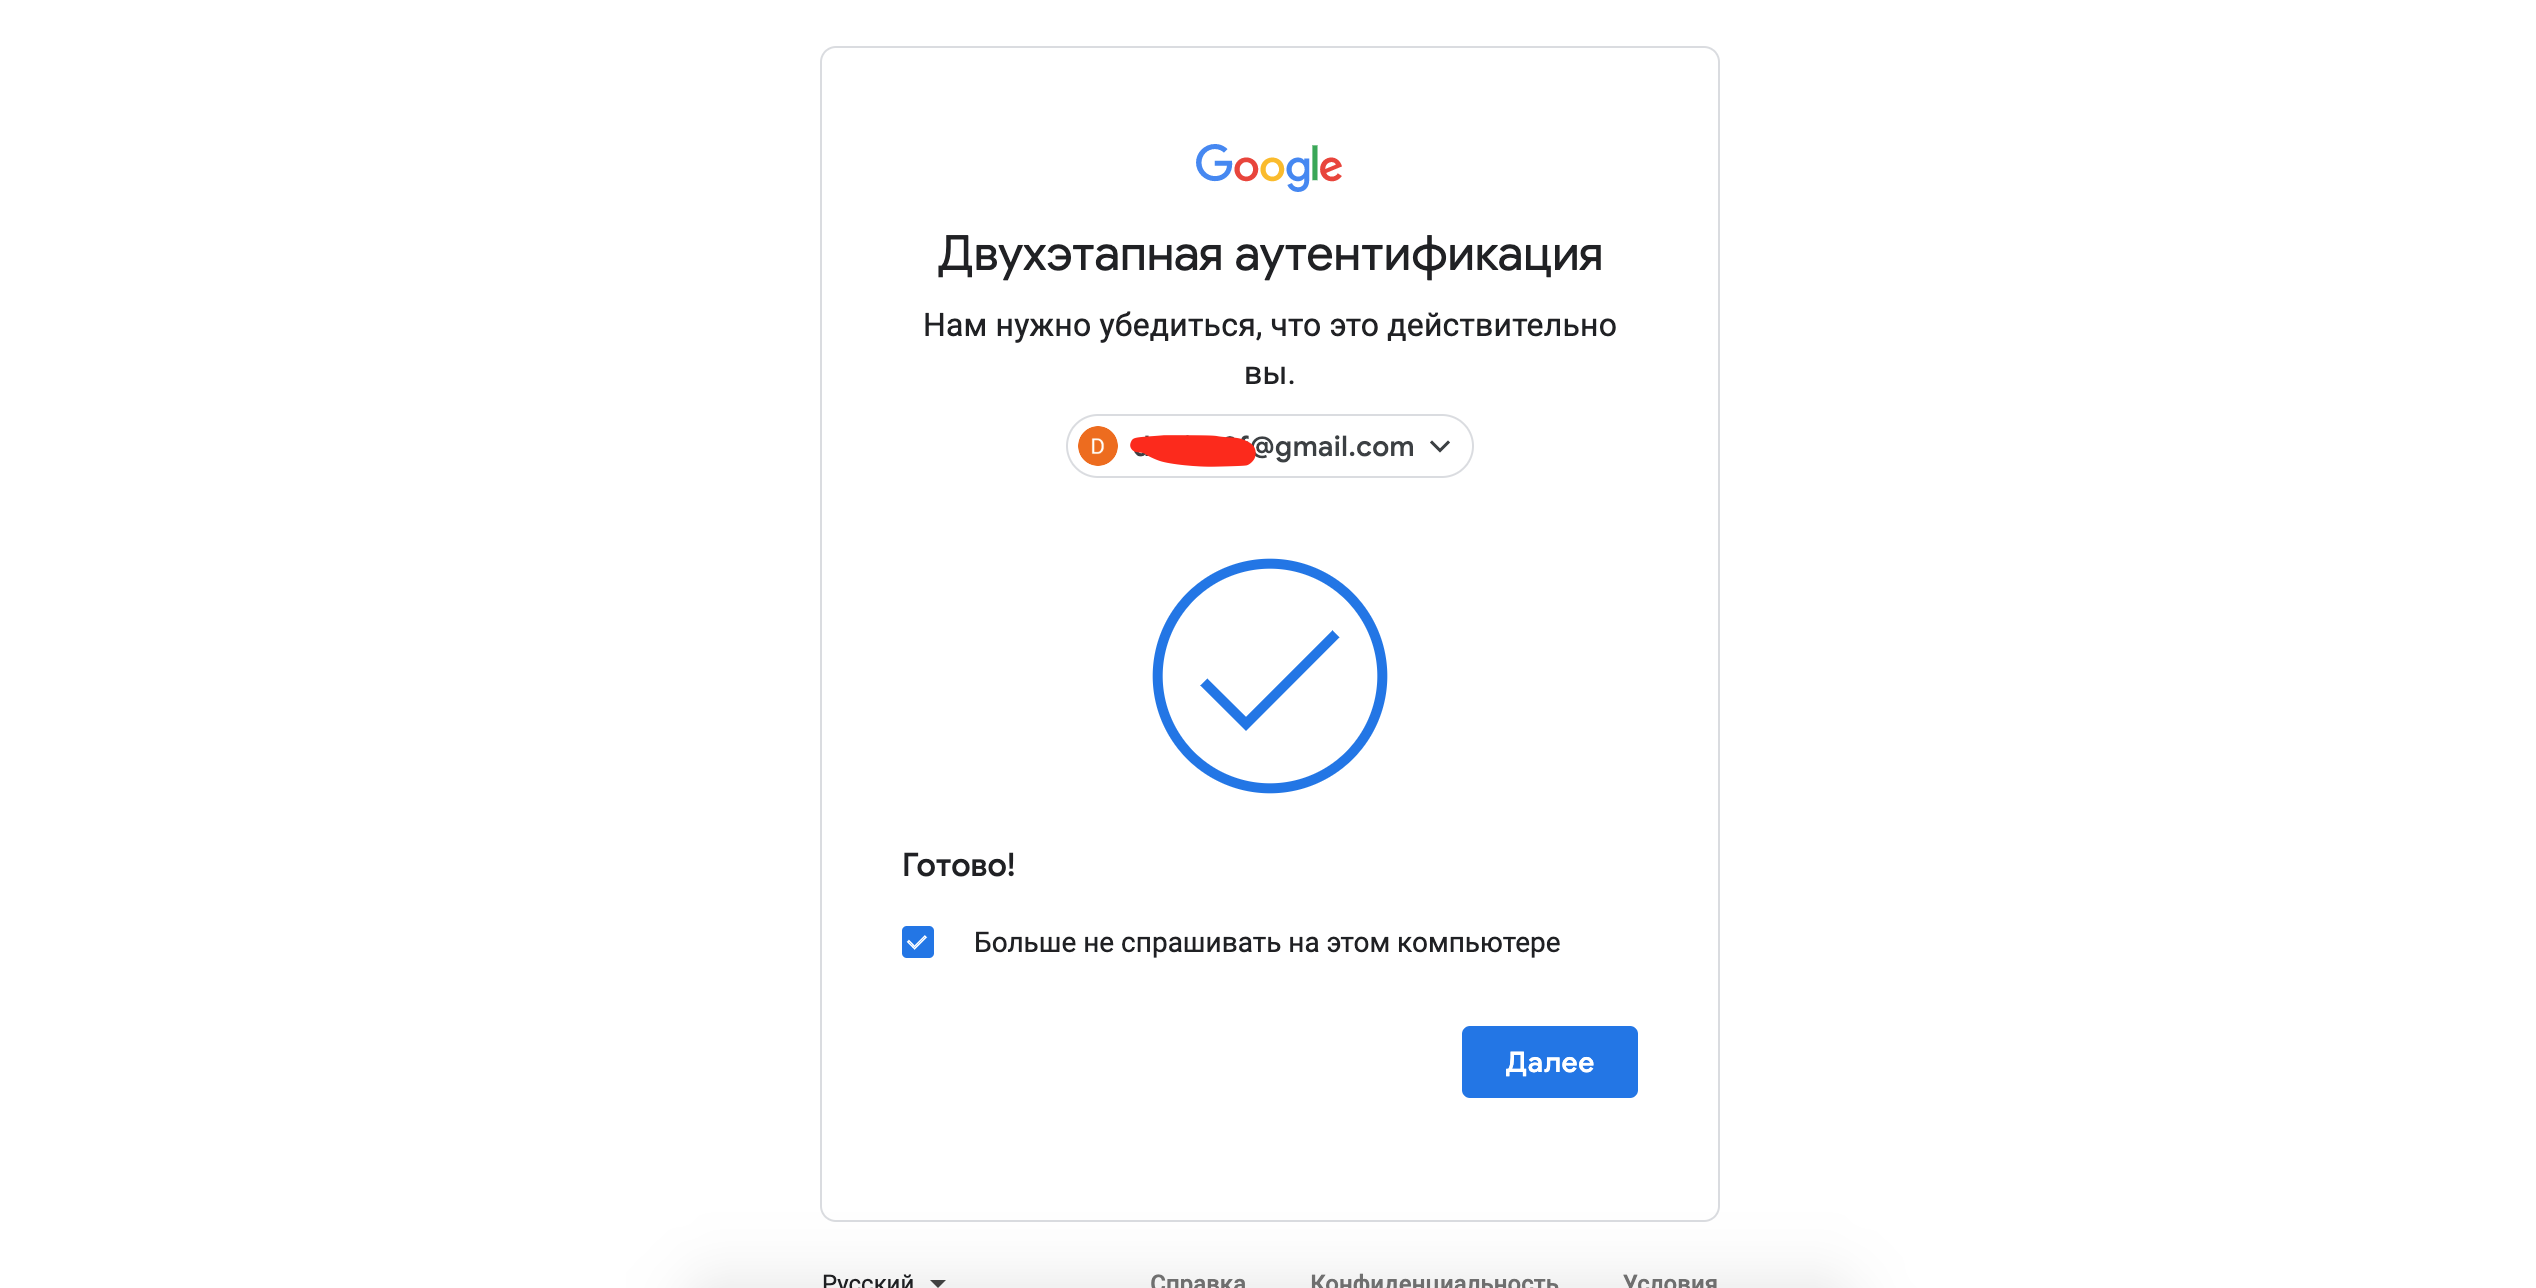 Google
Двухэтапная аутентификация
Нам нужно убедиться, что это действительно
вы.
D @gmail.com
Готово!
Больше не спрашивать на этом компьютере
Далее
Русский Справка Конфиденциальность Условия